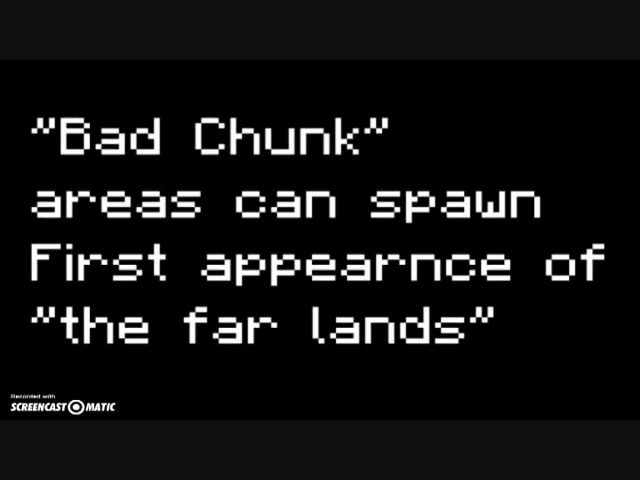 "Bad Chunk"
areas can spawn
First appearnce of
"the far lands"
Recorded with
SCREENCAST MATIC